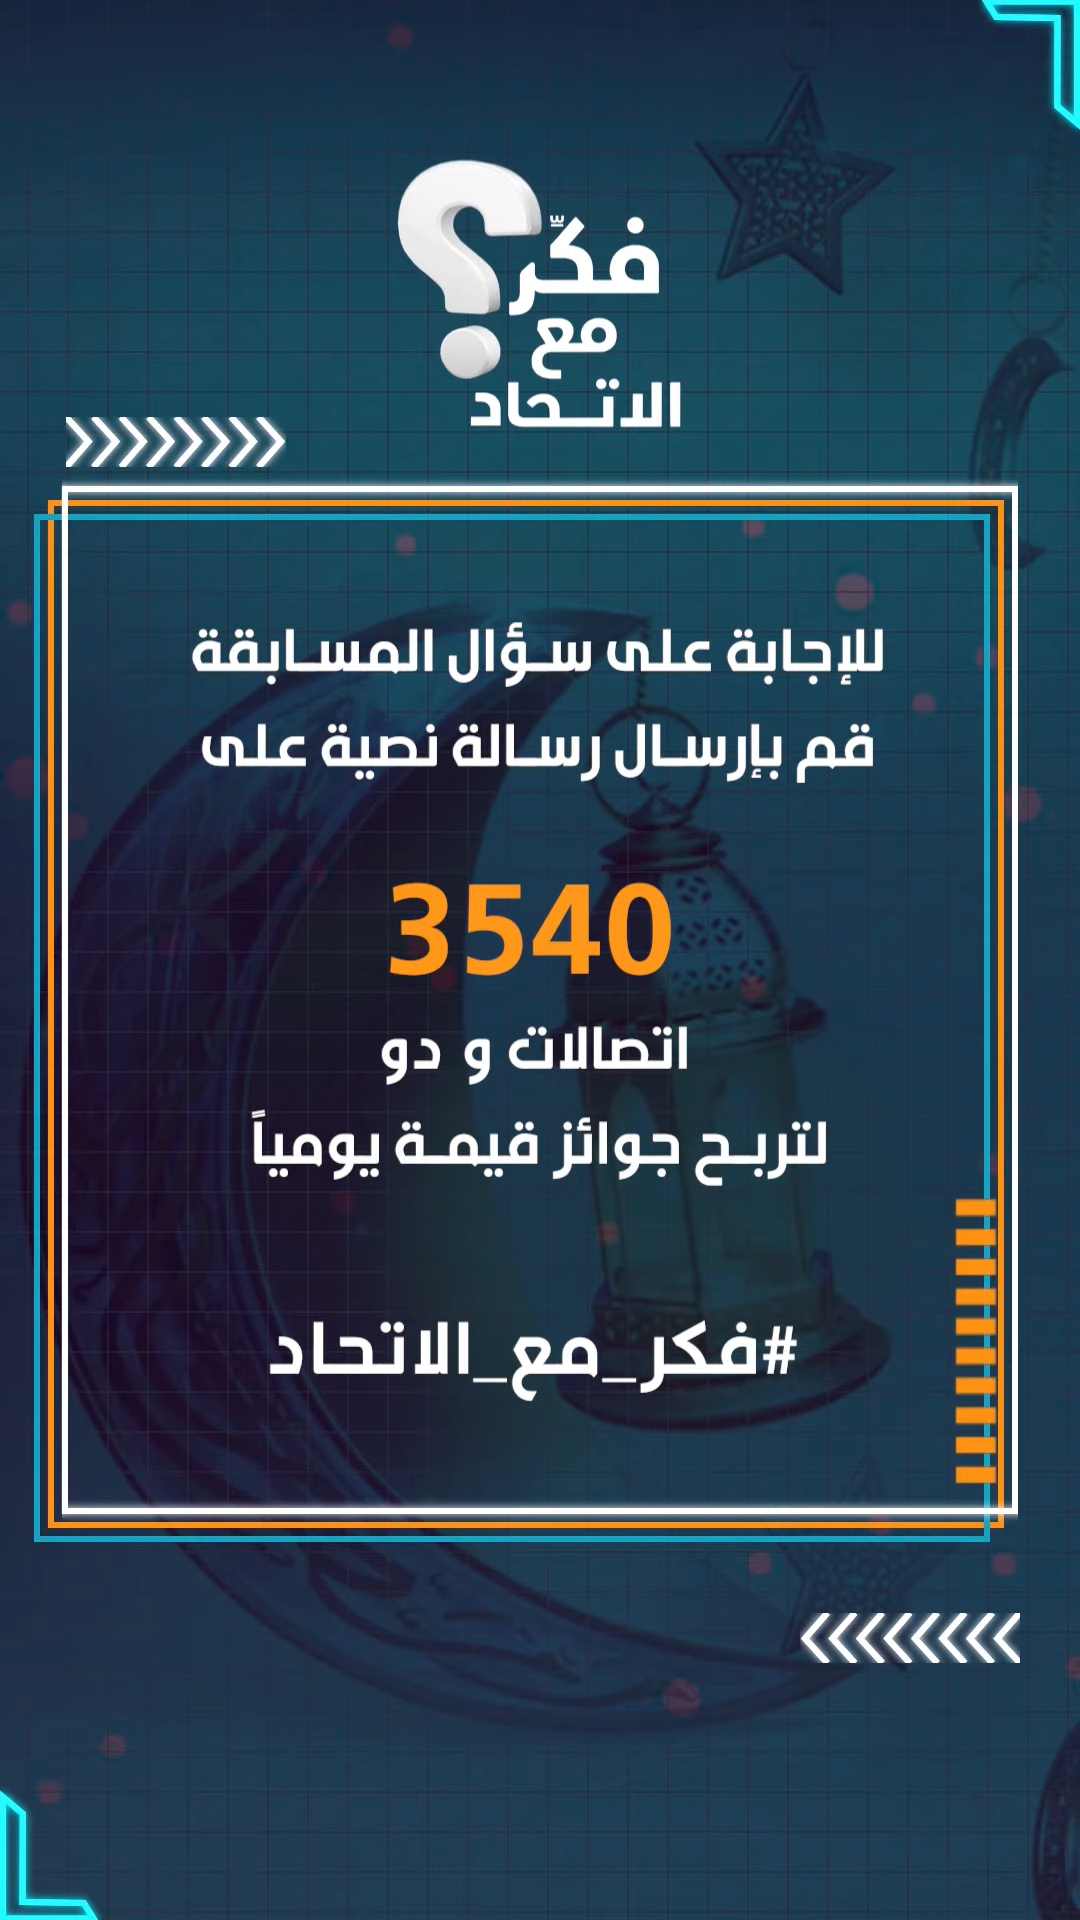 فكّر
مع
الاتـحاد
؟
للإجابة على سـؤال المسـابقة
قم بإرسـال رسـالة نصية على
3540
اتصالات و دو
لتربـح جوائز قيمـة يومياً
#فكر_مع_الاتحاد